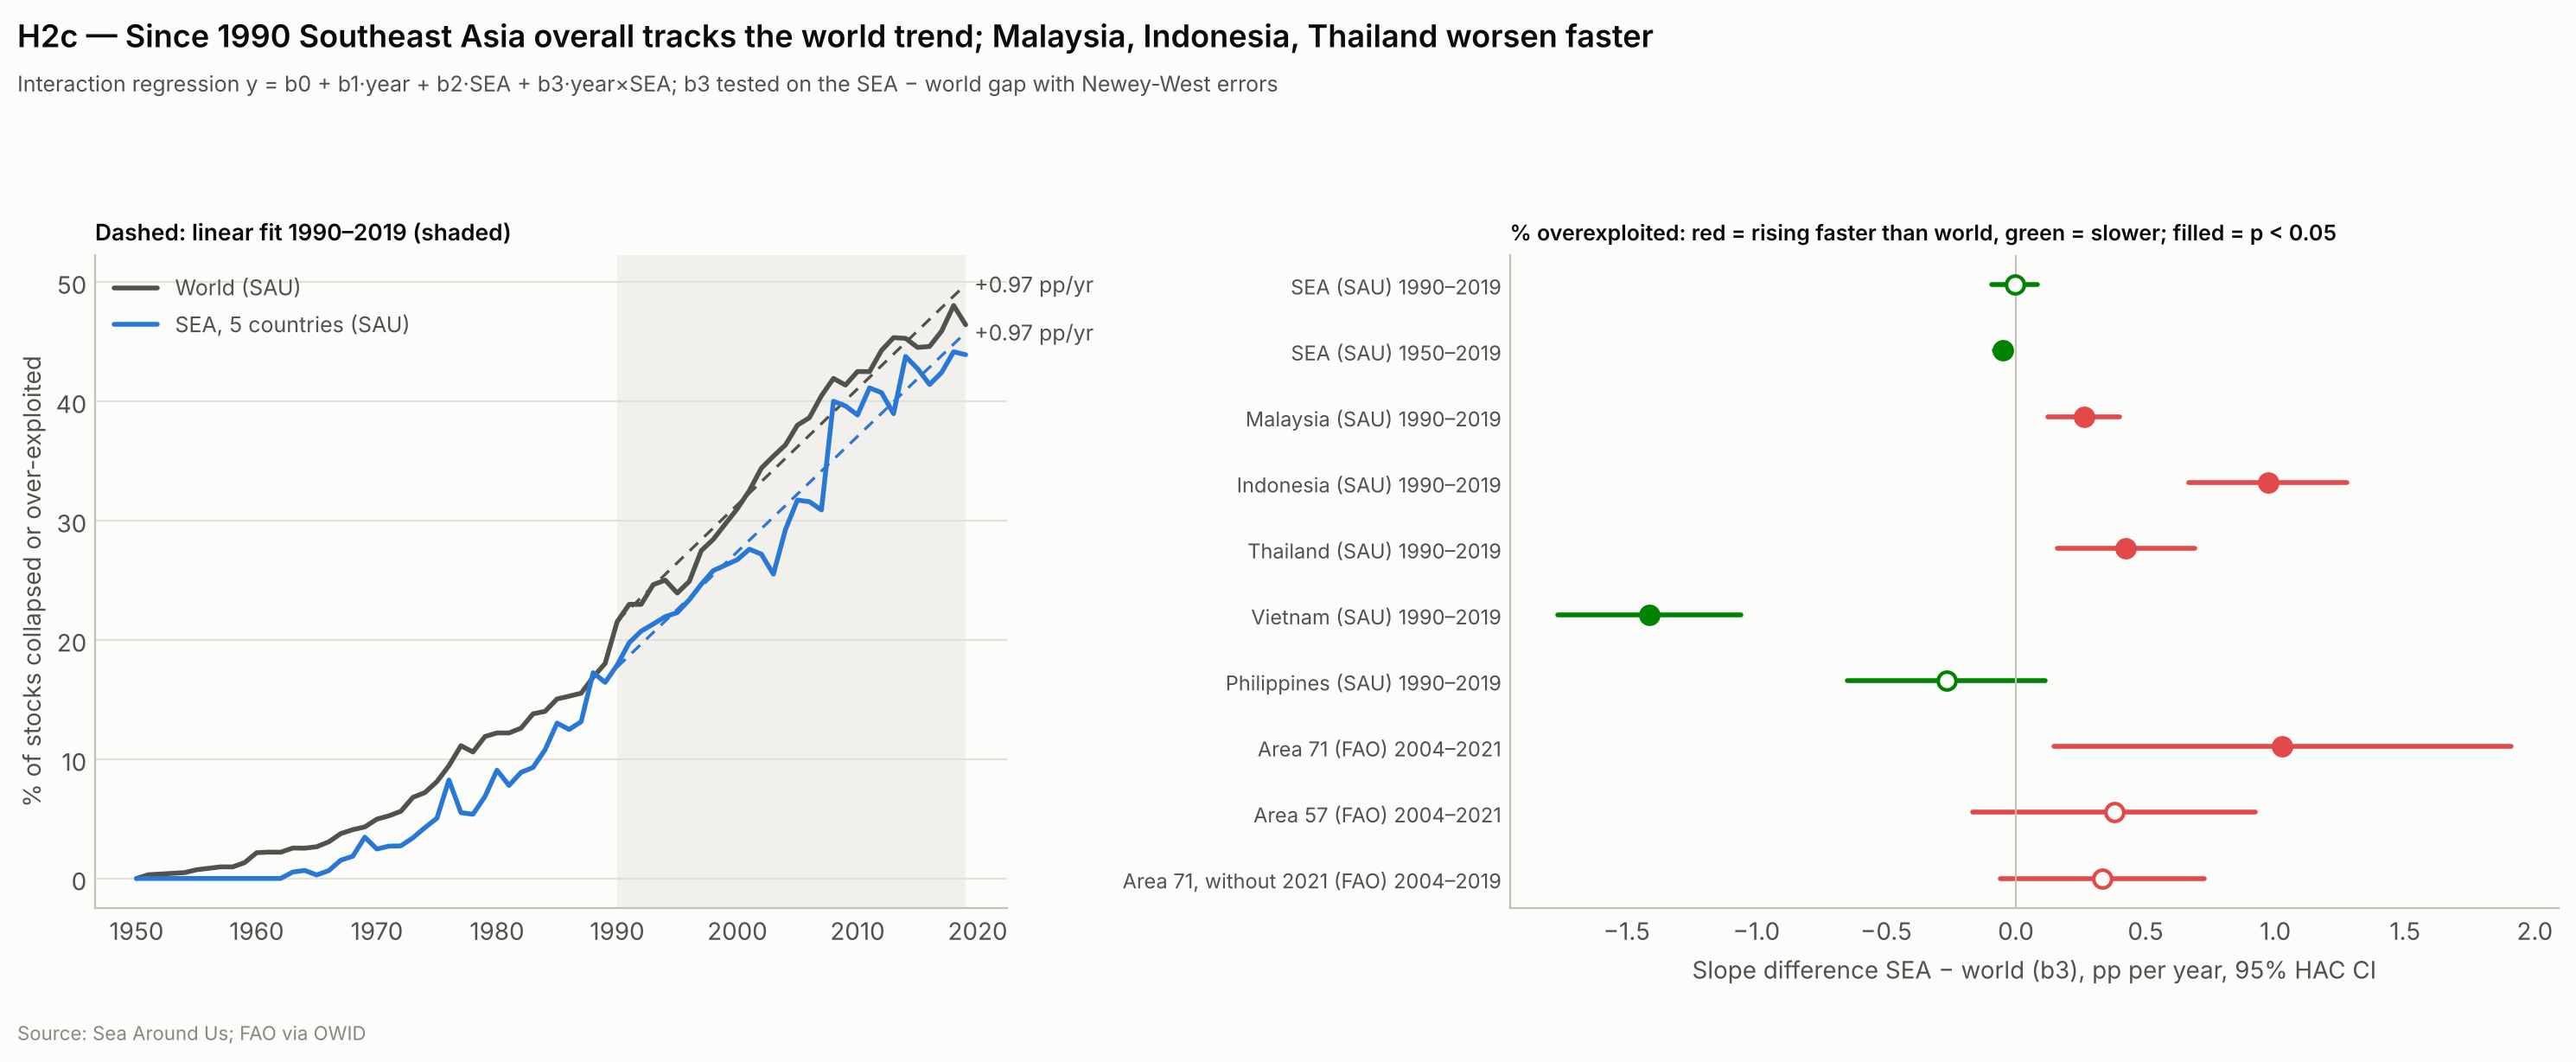 H2c — Since 1990 Southeast Asia overall tracks the world trend; Malaysia, Indonesia, Thailand worsen faster
Interaction regression y = b0 + b1·year + b2·SEA + b3·year×SEA; b3 tested on the SEA − world gap with Newey-West errors
Dashed: linear fit 1990–2019 (shaded)
World (SAU)
SEA, 5 countries (SAU)
+0.97 pp/yr
+0.97 pp/yr
% of stocks collapsed or over-exploited
50
40
30
20
10
0
1950 1960 1970 1980 1990 2000 2010 2020
% overexploited: red = rising faster than world, green = slower; filled = p < 0.05
SEA (SAU) 1990–2019
SEA (SAU) 1950–2019
Malaysia (SAU) 1990–2019
Indonesia (SAU) 1990–2019
Thailand (SAU) 1990–2019
Vietnam (SAU) 1990–2019
Philippines (SAU) 1990–2019
Area 71 (FAO) 2004–2021
Area 57 (FAO) 2004–2021
Area 71, without 2021 (FAO) 2004–2019
−1.5 −1.0 −0.5 0.0 0.5 1.0 1.5 2.0
Slope difference SEA − world (b3), pp per year, 95% HAC CI
Source: Sea Around Us; FAO via OWID